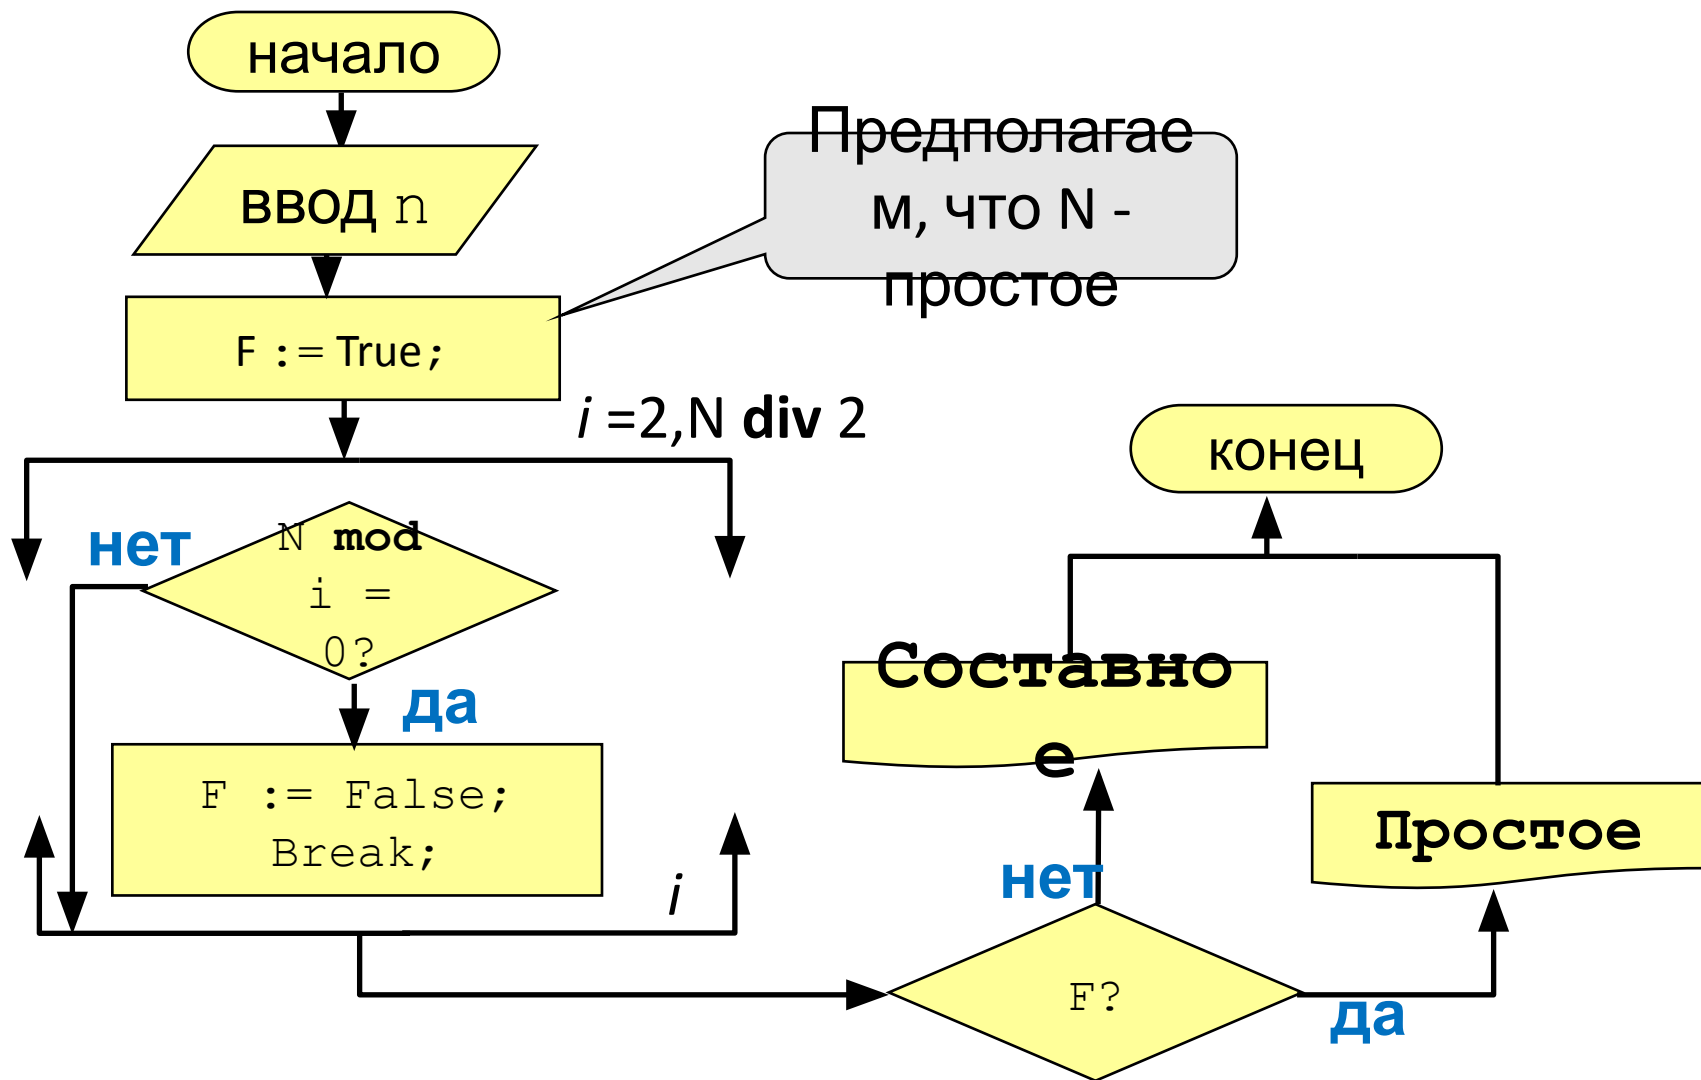 начало
ввод n
Предполагае
м, что N -
простое
F := True;
i =2,N div 2
нет
N mod
i =
0?
да
F := False;
Break;
i
конец
Составно
е
Простое
нет
F?
да